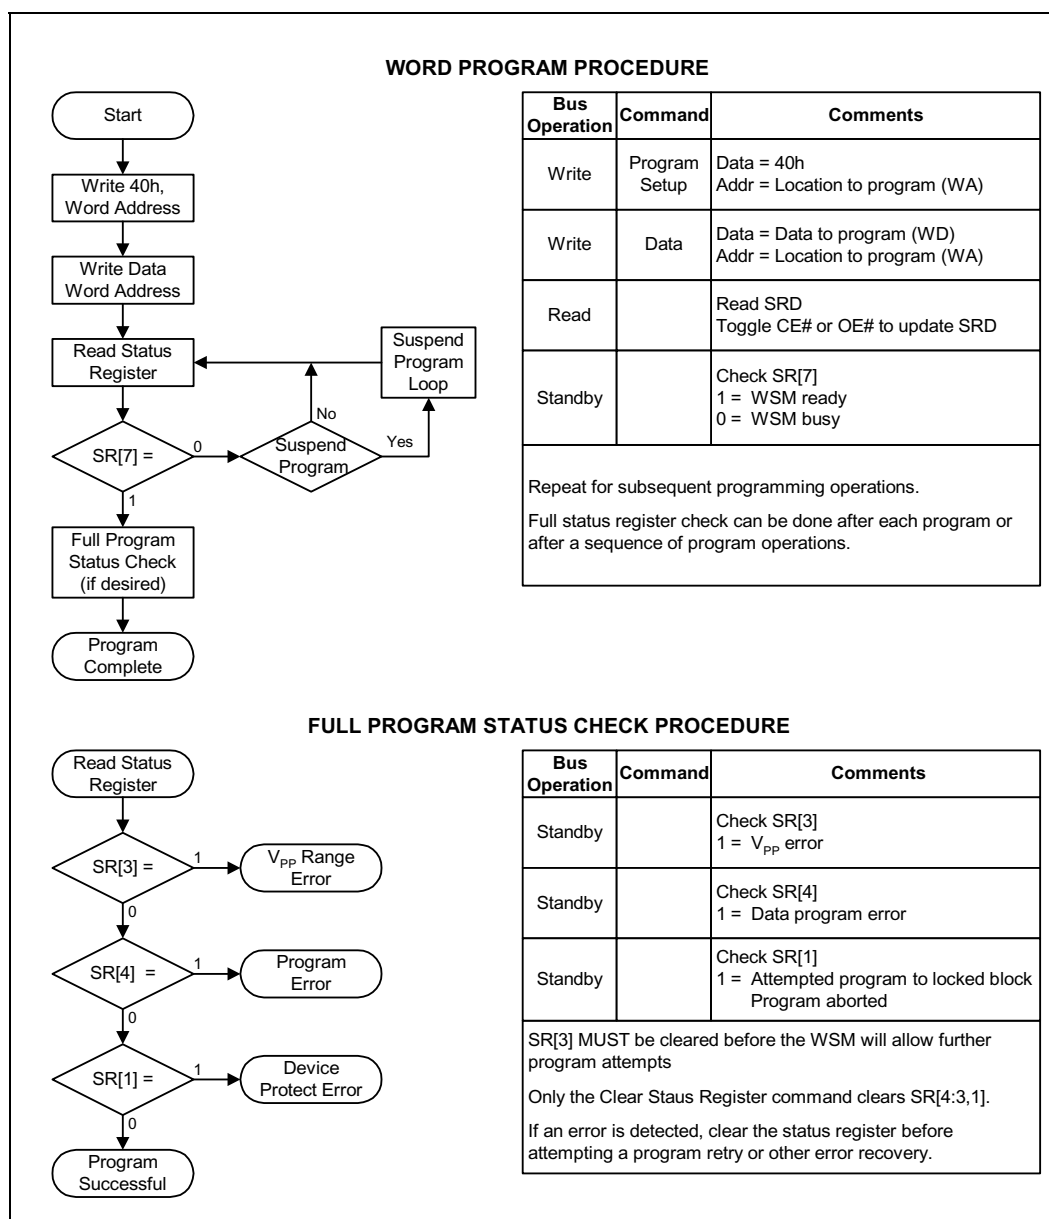 WORD PROGRAM PROCEDURE
Start
Write 40h,
Word Address
Write Data
Word Address
Read Status
Register
Suspend
Program
Loop
No
Yes
SR[7] =
0
Suspend
Program
1
Full Program
Status Check
(if desired)
Program
Complete
Bus
Operation
Command
Comments
Write
Program
Setup
Data = 40h
Addr = Location to program (WA)
Write
Data
Data = Data to program (WD)
Addr = Location to program (WA)
Read
Read SRD
Toggle CE# or OE# to update SRD
Standby
Check SR[7]
1 = WSM ready
0 = WSM busy
Repeat for subsequent programming operations.
Full status register check can be done after each program or
after a sequence of program operations.
FULL PROGRAM STATUS CHECK PROCEDURE
Read Status
Register
SR[3] =
1
VPP Range
Error
0
SR[4] =
1
Program
Error
0
SR[1] =
1
Device
Protect Error
0
Program
Successful
Bus
Operation
Command
Comments
Standby
Check SR[3]
1 = VPP error
Standby
Check SR[4]
1 = Data program error
Standby
Check SR[1]
1 = Attempted program to locked block
Program aborted
SR[3] MUST be cleared before the WSM will allow further
program attempts
Only the Clear Staus Register command clears SR[4:3,1].
If an error is detected, clear the status register before
attempting a program retry or other error recovery.